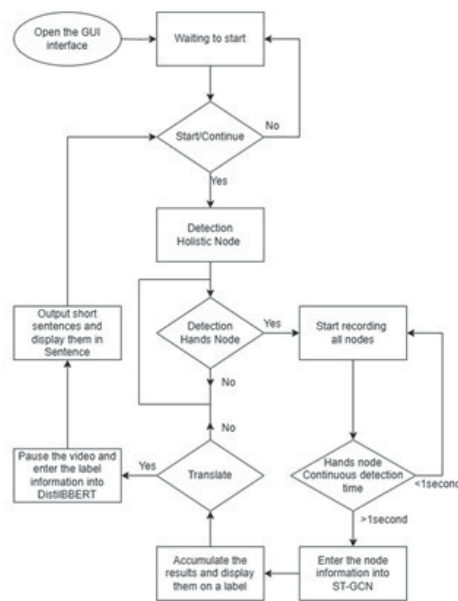 Open the GUI
interface
Waiting to start
Start/Continue
No
Yes
Detection
Holistic Node
Detection
Hands Node
Yes
Start recording
all nodes
No
Output short
sentences and
display them in
Sentence
No
Pause the video and
enter the label
information into
DistilBBERT
Yes
Translate
Hands node
Continuous detection
time
<1second
>1second
Accumulate the
results and display
them on a label
Enter the node
information into
ST-GCN